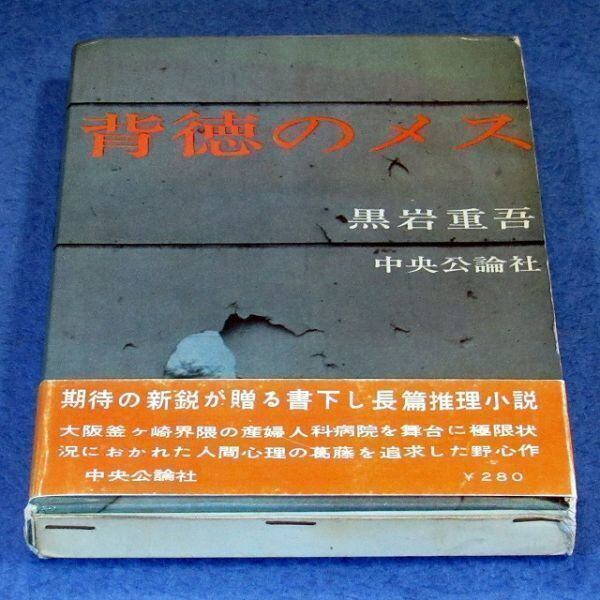 背徳のメス
黒岩重吾
中央公論社
期待の新鋭が贈る書下し長篇推理小説
大阪釜ヶ崎界隈の産婦人科病院を舞台に極限状
況におかれた人間心理の葛藤を追求した野心作
中央公論社 ¥280